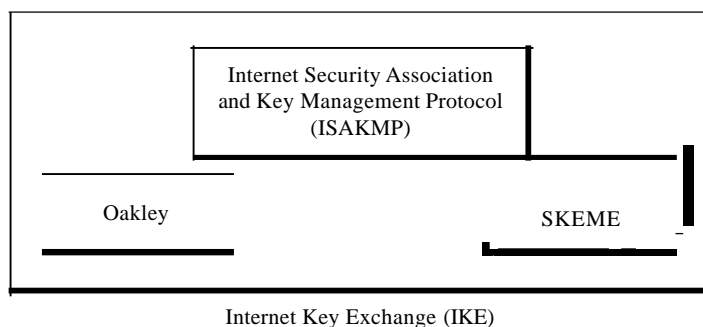 Internet Security Association
and Key Management Protocol
(ISAKMP)
Oakley
SKEME
Internet Key Exchange (IKE)